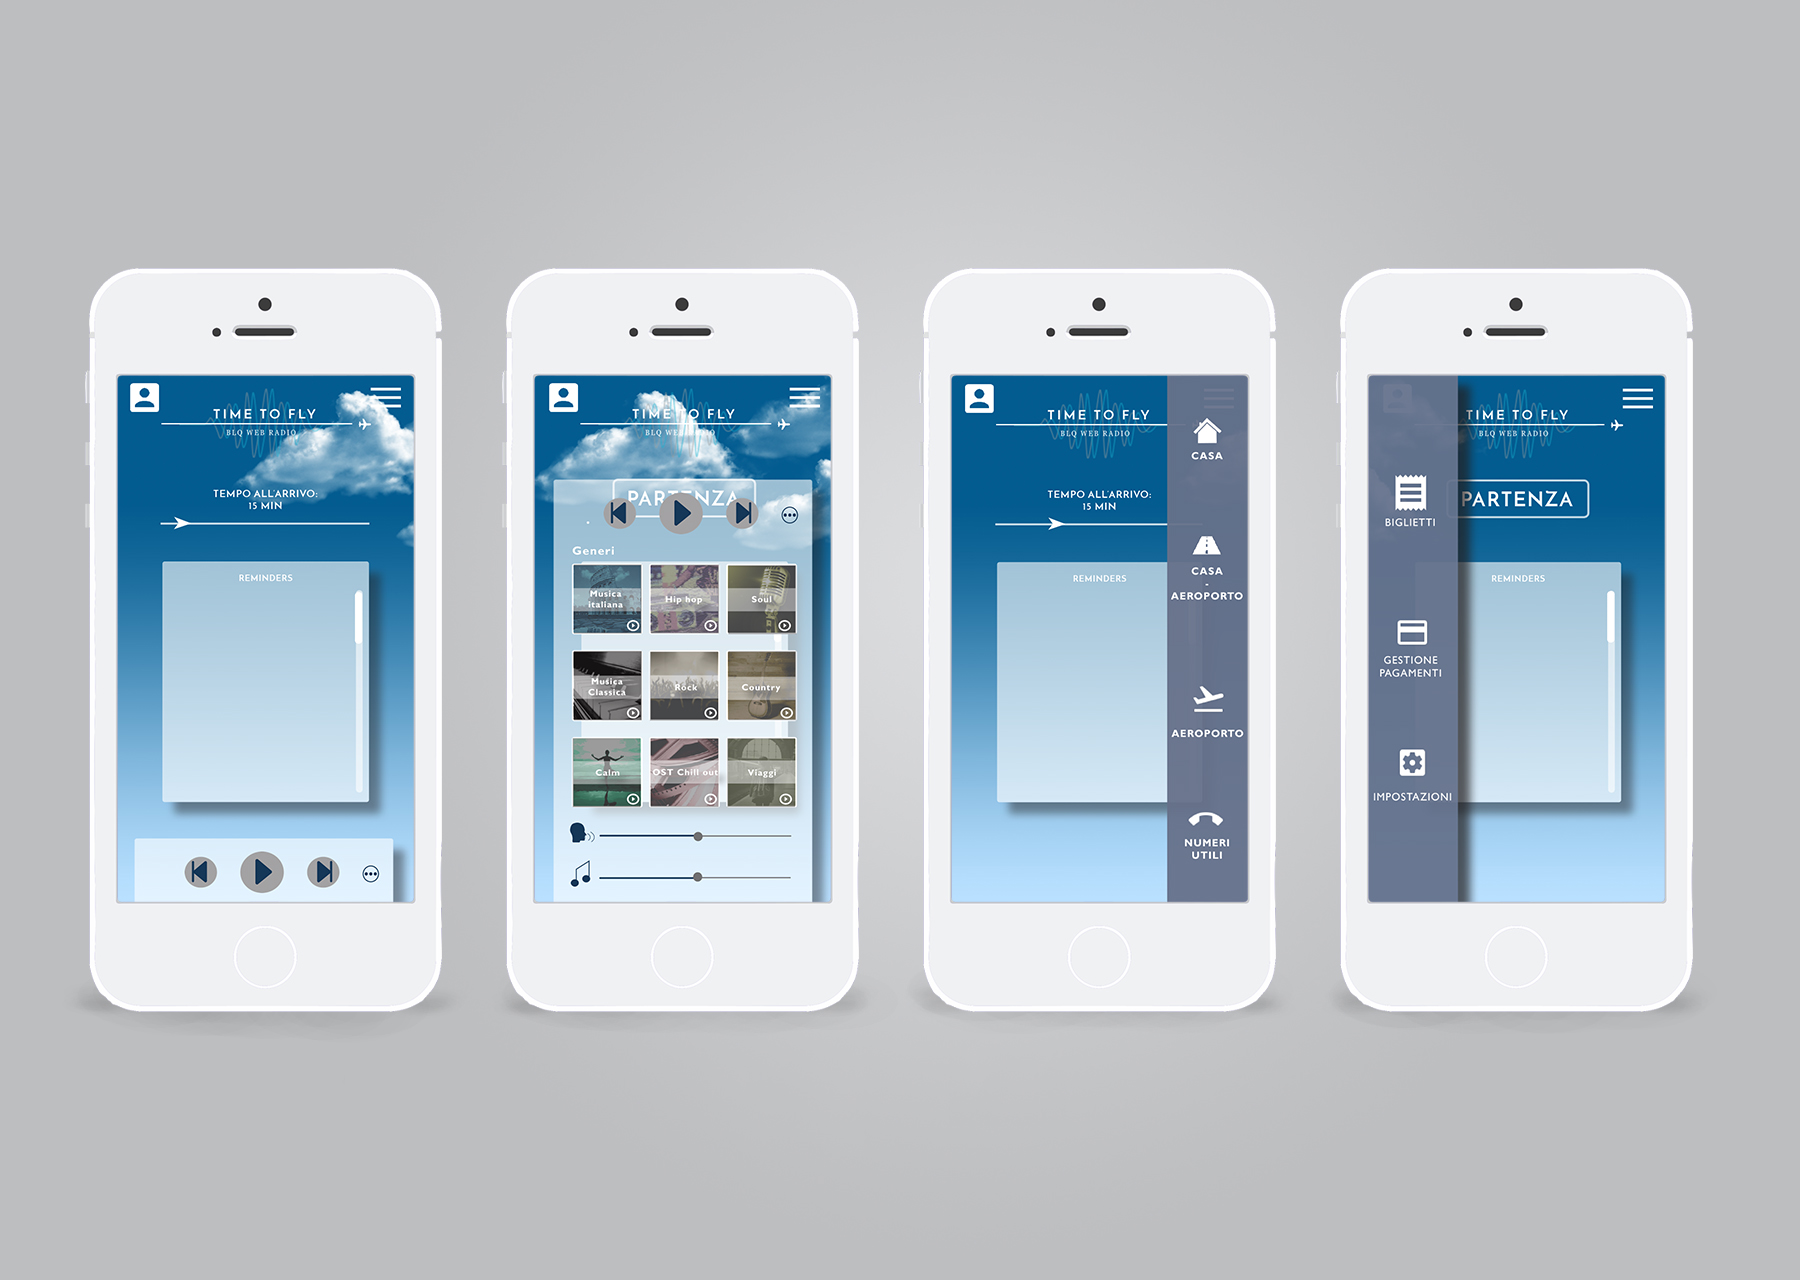 TIME TO FLY
BLQ WEB RADIO
TEMPO ALL'ARRIVO:
15 MIN
REMINDERS
TIME TO FLY
BLQ WEB RADIO
PARTENZA
Generi
Musica
italiana
Hip hop
Soul
Musica
Classica
Rock
Country
Calm
OST Chill out
Viaggi
TIME TO FLY
BLQ WEB RADIO
TEMPO ALL'ARRIVO:
15 MIN
REMINDERS
CASA
CASA
-
AEROPORTO
AEROPORTO
NUMERI
UTILI
TIME TO FLY
BLQ WEB RADIO
PARTENZA
REMINDERS
BIGLIETTI
GESTIONE
PAGAMENTI
IMPOSTAZIONI